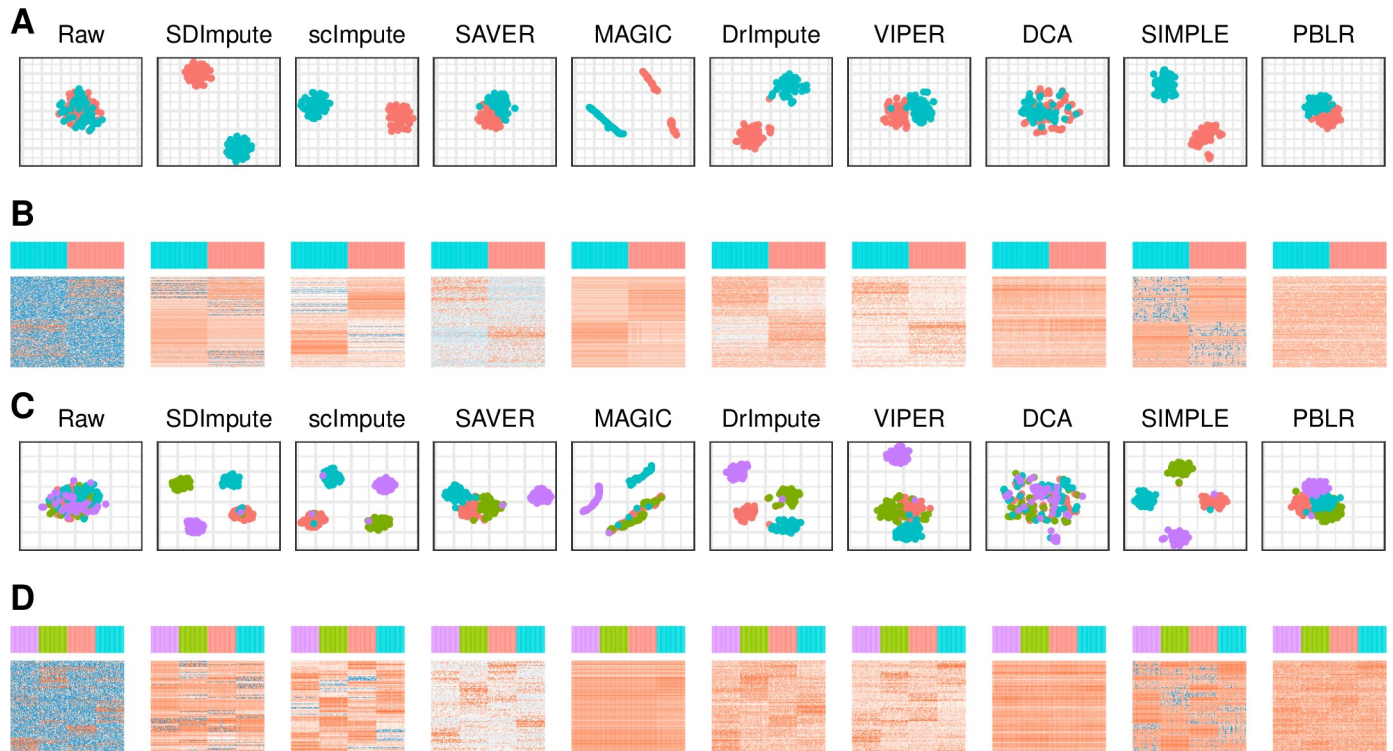 A
Raw SDImpute scImpute SAVER MAGIC DrImpute VIPER DCA SIMPLE PBLR
B
C
Raw SDImpute scImpute SAVER MAGIC DrImpute VIPER DCA SIMPLE PBLR
D